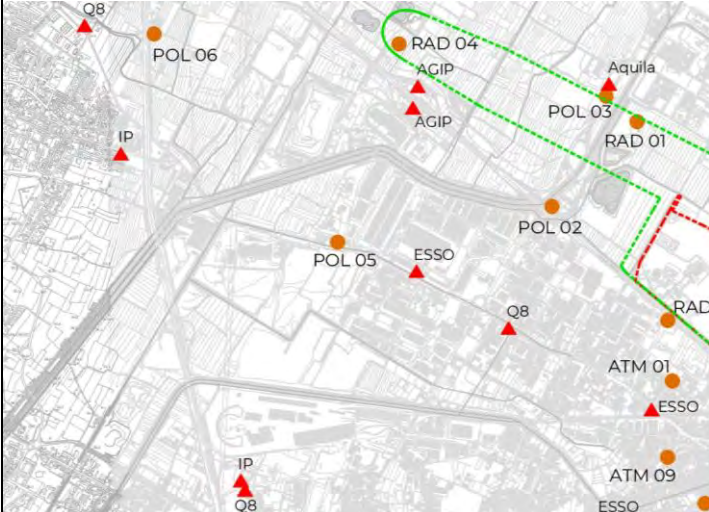 Q8
POL 06
RAD 04
AGIP
AGIP
Aquila
POL 03
RAD 01
IP
POL 02
POL 05
ESSO
Q8
RAD
ATM 01
ESSO
ATM 09
IP
Q8
ESSO